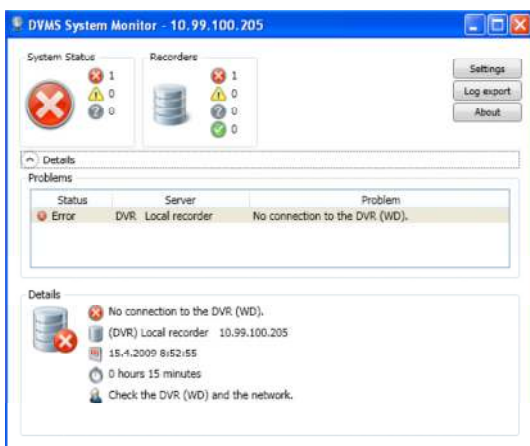 DVMS System Monitor - 10.99.100.205
System Status
1
0
0
Recorders
1
0
0
0
Settings
Log export
About
Details
Problems
Status Server Problem
Error DVR Local recorder No connection to the DVR (WD).
Details
No connection to the DVR (WD).
(DVR) Local recorder 10.99.100.205
15.4.2009 8:52:55
0 hours 15 minutes
Check the DVR (WD) and the network.